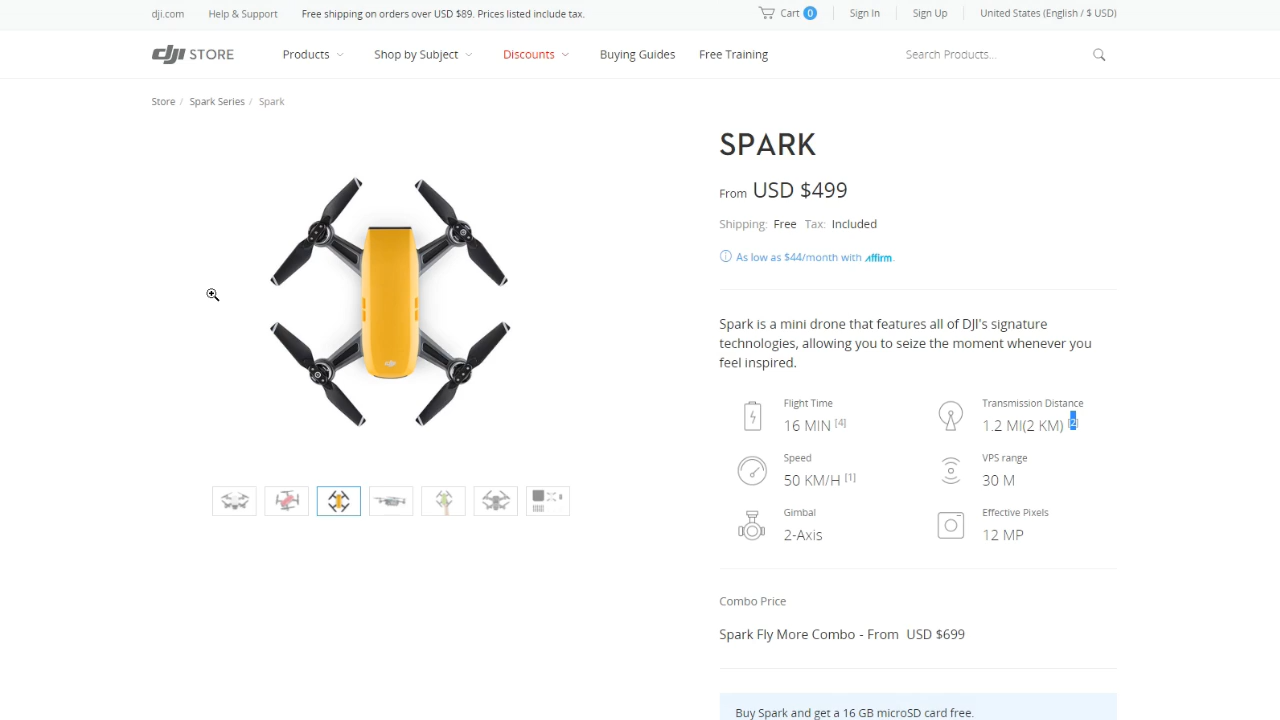 dji.com Help & Support Free shipping on orders over USD $89. Prices listed include tax. Cart 0 Sign In Sign Up United States (English / $ USD)
dji STORE Products Shop by Subject Discounts Buying Guides Free Training Search Products...
Store / Spark Series / Spark
SPARK
From USD $499
Shipping: Free Tax: Included
As low as $44/month with affirm.
Spark is a mini drone that features all of DJI's signature
technologies, allowing you to seize the moment whenever you
feel inspired.
Flight Time
16 MIN [4]
Transmission Distance
1.2 MI(2 KM) [2]
Speed
50 KM/H [1]
VPS range
30 M
Gimbal
2-Axis
Effective Pixels
12 MP
Combo Price
Spark Fly More Combo - From USD $699
Buy Spark and get a 16 GB microSD card free.